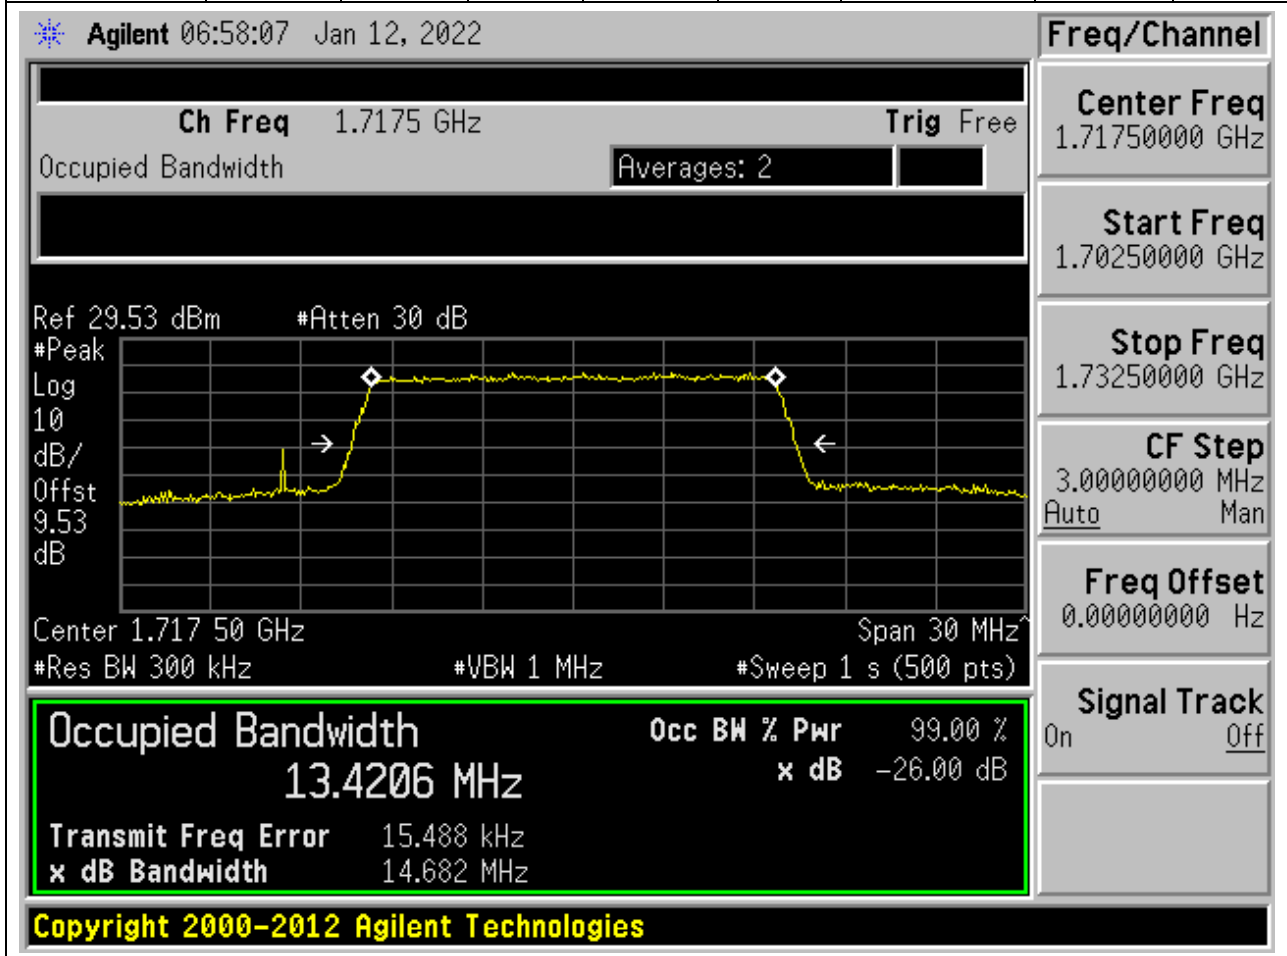 Agilent 06:58:07 Jan 12, 2022
Freq/Channel
Ch Freq 1.7175 GHz Trig Free
Occupied Bandwidth Averages: 2
Center Freq
1.71750000 GHz
Start Freq
1.70250000 GHz
Stop Freq
1.73250000 GHz
CF Step
3.00000000 MHz
Auto Man
Freq Offset
0.00000000 Hz
Signal Track
On Off
Ref 29.53 dBm #Atten 30 dB
#Peak
Log
10
dB/
Offst
9.53
dB
Center 1.717 50 GHz Span 30 MHz^
#Res BW 300 kHz #VBW 1 MHz #Sweep 1 s (500 pts)
Occupied Bandwidth
13.4206 MHz
Occ BW % Pwr 99.00 %
x dB -26.00 dB
Transmit Freq Error 15.488 kHz
x dB Bandwidth 14.682 MHz
Copyright 2000-2012 Agilent Technologies